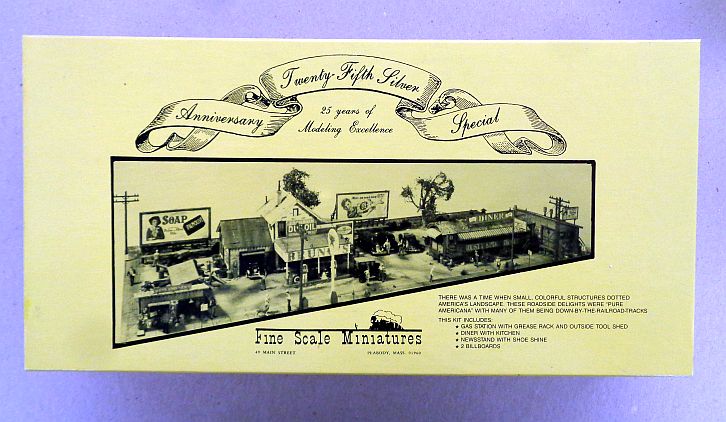 Twenty-Fifth Silver
Anniversary
25 years of
Modeling Excellence
Special
SOAP
OIL
DINER
Fine Scale Miniatures
49 MAIN STREET
PEABODY, MASS. 01960
THERE WAS A TIME WHEN SMALL, COLORFUL STRUCTURES DOTTED
AMERICA'S LANDSCAPE. THESE ROADSIDE DELIGHTS WERE "PURE
AMERICANA" WITH MANY OF THEM BEING DOWN-BY-THE-RAILROAD-TRACKS
THIS KIT INCLUDES:
★ GAS STATION WITH GREASE RACK AND OUTSIDE TOOL SHED
★ DINER WITH KITCHEN
★ NEWSSTAND WITH SHOE SHINE
★ 2 BILLBOARDS